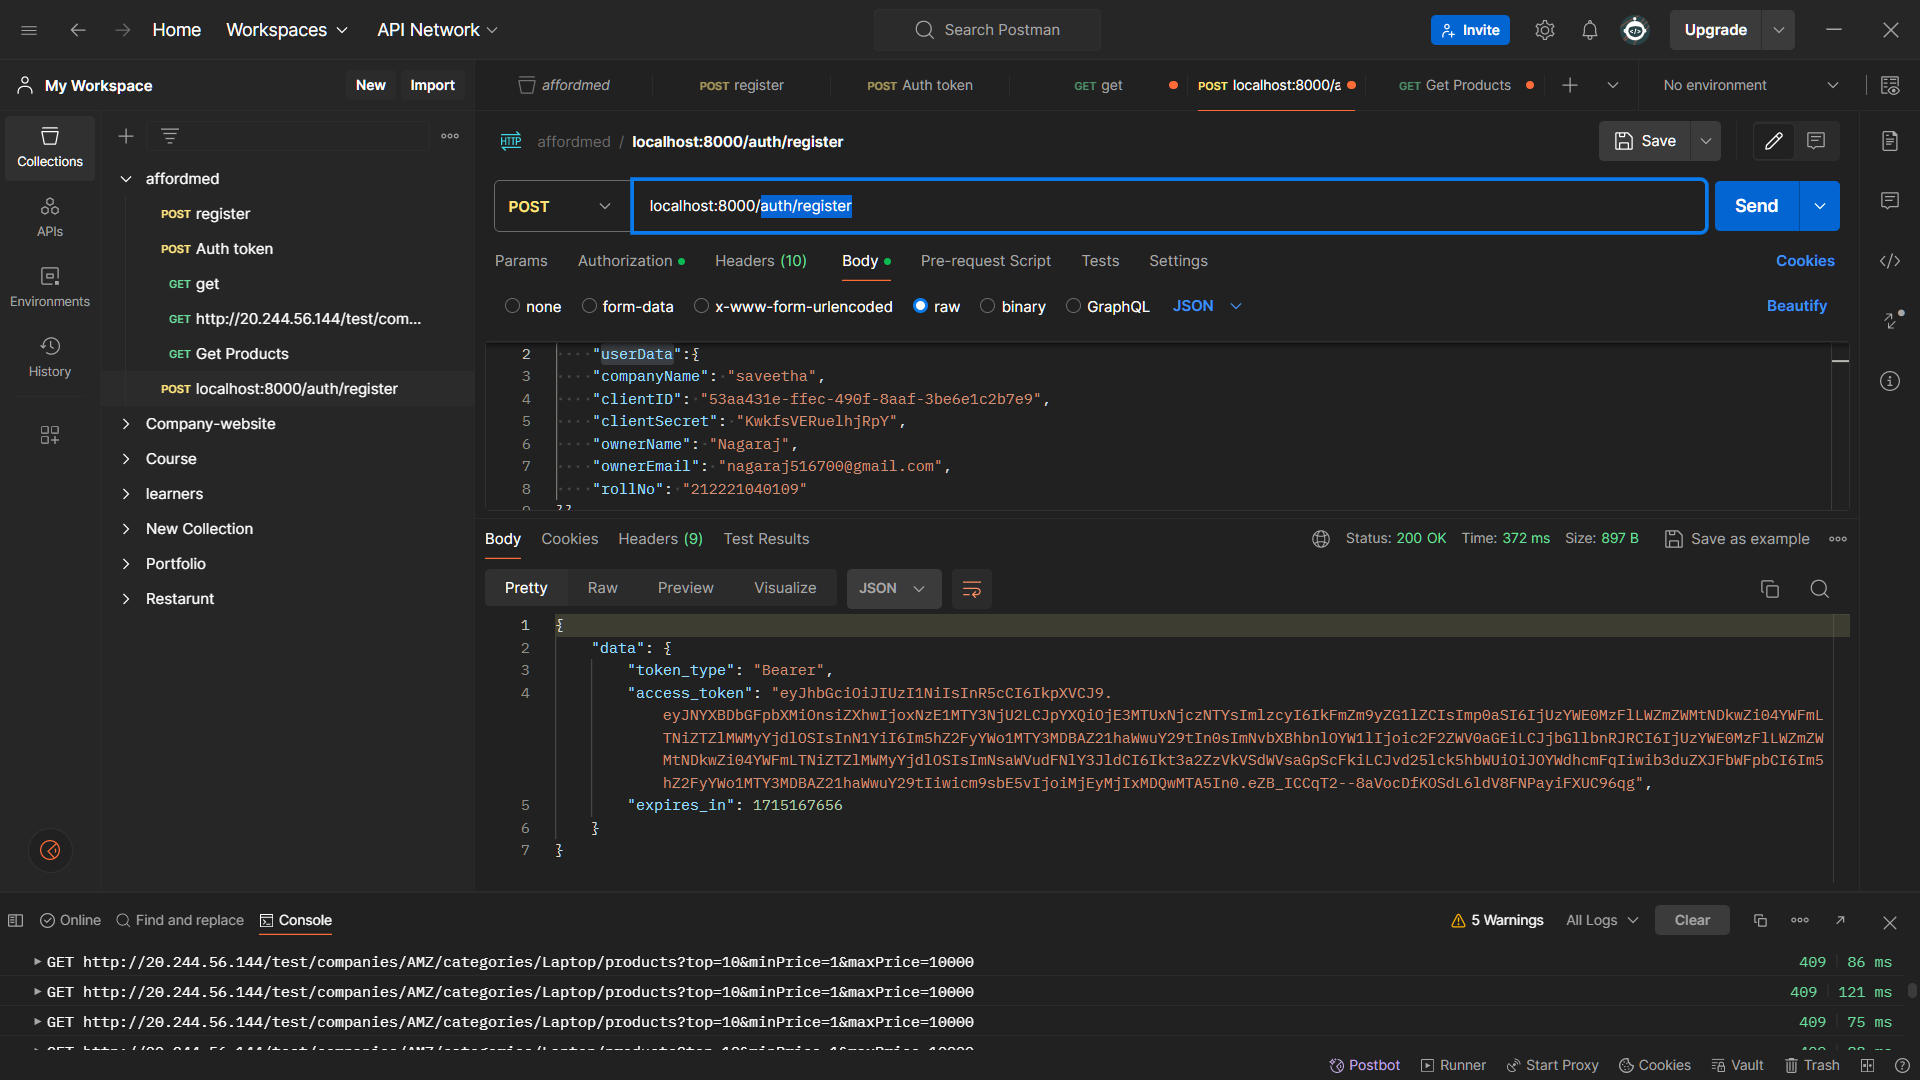 Home
Workspaces
API Network
Search Postman
Invite
Upgrade
My Workspace
New
Import
affordmed
POST register
POST Auth token
GET get
POST localhost:8000/a
GET Get Products
No environment
Collections
APIs
Environments
History
affordmed
POST register
POST Auth token
GET get
GET http://20.244.56.144/test/com...
GET Get Products
POST localhost:8000/auth/register
Company-website
Course
learners
New Collection
Portfolio
Restarunt
HTTP affordmed / localhost:8000/auth/register
Save
POST
localhost:8000/auth/register
Send
Params Authorization Headers (10) Body Pre-request Script Tests Settings Cookies
none form-data x-www-form-urlencoded raw binary GraphQL JSON Beautify
2 "userData":{
3 "companyName": "saveetha",
4 "clientID": "53aa431e-ffec-490f-8aaf-3be6e1c2b7e9",
5 "clientSecret": "KwkfsVERuelhjRpY",
6 "ownerName": "Nagaraj",
7 "ownerEmail": "nagaraj516700@gmail.com",
8 "rollNo": "212221040109"
9 }}
Body Cookies Headers (9) Test Results Status: 200 OK Time: 372 ms Size: 897 B Save as example
Pretty Raw Preview Visualize JSON
1 {
2 "data": {
3 "token_type": "Bearer",
4 "access_token": "eyJhbGciOiJIUzI1NiIsInR5cCI6IkpXVCJ9.
eyJNYXBDbGFpbXMiOnsiZXhwIjoxNzE1MTY3NjU2LCJpYXQiOjE3MTUxNjczNTYsImlzcyI6IkFmZm9yZG1lZCIsImp0aSI6IjUzYWE0MzFlLWZmZWMtNDkwZi04YWFmL
TNiZTZlMWMyYjdlOSIsInN1YiI6Im5hZ2FyYWo1MTY3MDBAZ21haWwuY29tIn0sImNvbXBhbnlOYW1lIjoic2F2ZWV0aGEiLCJjbGllbnRJRCI6IjUzYWE0MzFlLWZmZW
MtNDkwZi04YWFmLTNiZTZlMWMyYjdlOSIsImNsaWVudFNlY3JldCI6Ikt3a2ZzVkVSdWVsaGpScFkiLCJvd25lck5hbWUiOiJOYWdhcmFqIiwib3duZXJFbWFpbCI6Im5
hZ2FyYWo1MTY3MDBAZ21haWwuY29tIiwicm9sbE5vIjoiMjEyMjIxMDQwMTA5In0.eZB_ICCqT2--8aVocDfKOSdL6ldV8FNPayiFXUC96qg",
5 "expires_in": 1715167656
6 }
7 }
Online Find and replace Console 5 Warnings All Logs Clear
GET http://20.244.56.144/test/companies/AMZ/categories/Laptop/products?top=10&minPrice=1&maxPrice=10000 409 86 ms
GET http://20.244.56.144/test/companies/AMZ/categories/Laptop/products?top=10&minPrice=1&maxPrice=10000 409 121 ms
GET http://20.244.56.144/test/companies/AMZ/categories/Laptop/products?top=10&minPrice=1&maxPrice=10000 409 75 ms
Postbot Runner Start Proxy Cookies Vault Trash